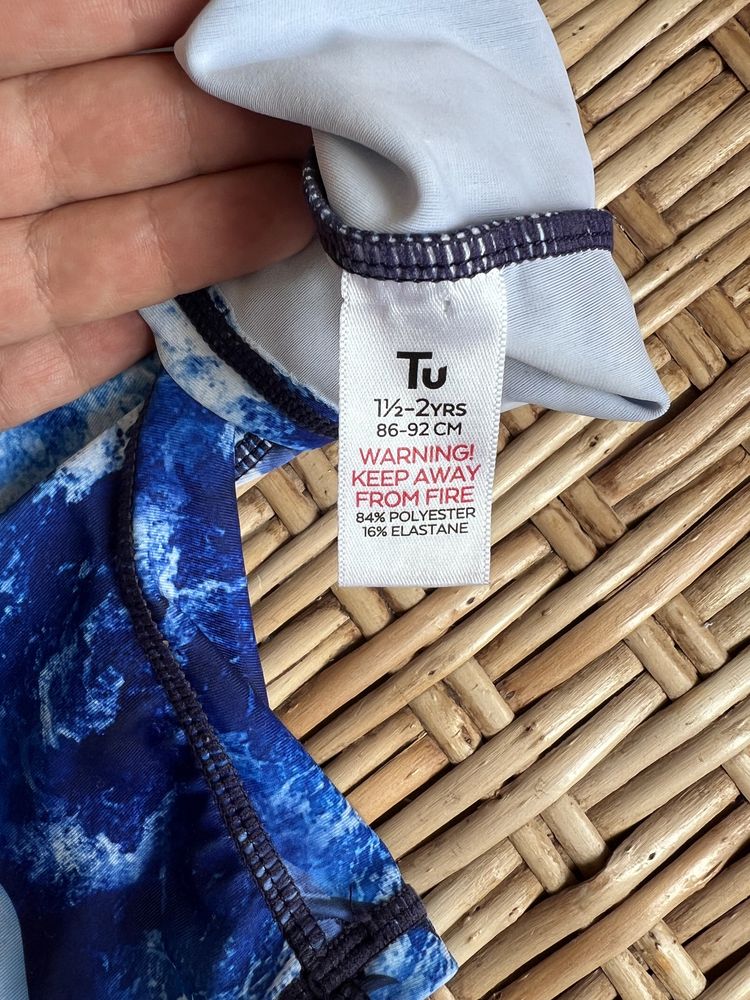 Tu
1½-2YRS
86-92 CM
WARNING!
KEEP AWAY
FROM FIRE
84% POLYESTER
16% ELASTANE